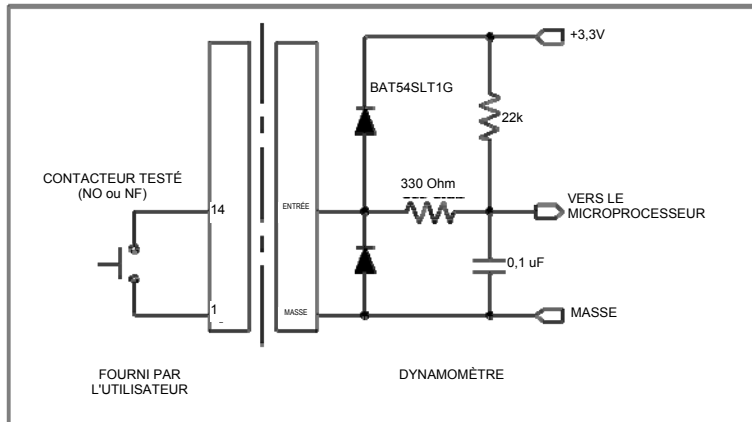 +3,3V
BAT54SLT1G
22k
CONTACTEUR TESTÉ
(NO ou NF)
330 Ohm
14
ENTRÉE
VERS LE
MICROPROCESSEUR
0,1 uF
1
MASSE
MASSE
FOURNI PAR
L'UTILISATEUR
DYNAMOMÈTRE